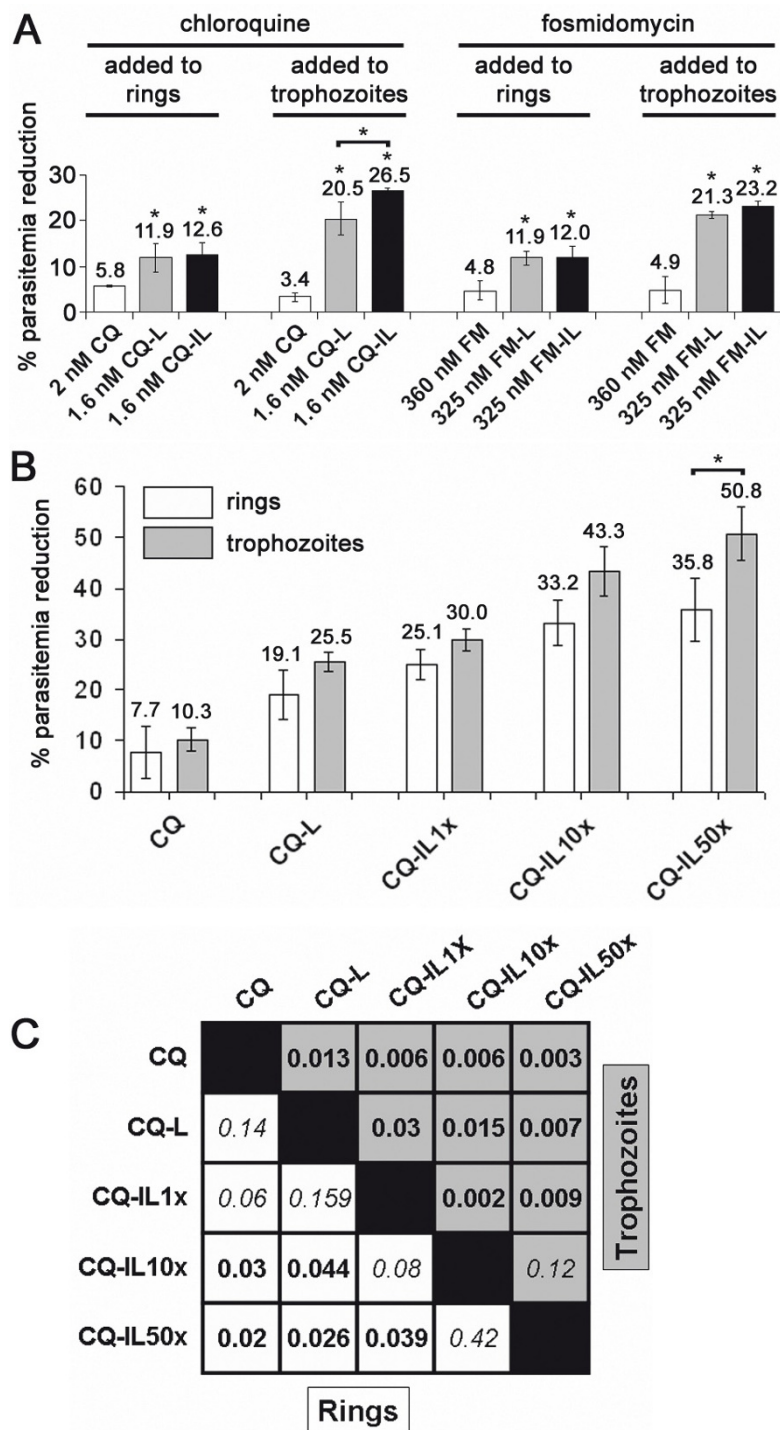 A
chloroquine fosmidomycin
added to rings added to trophozoites added to rings added to trophozoites
% parasitemia reduction
30
20
10
0
5.8 11.9 * 12.6 * 3.4 20.5 * 26.5 * * 4.8 11.9 * 12.0 * 4.9 21.3 * 23.2 *
2 nM CQ 1.6 nM CQ-L 1.6 nM CQ-IL 2 nM CQ 1.6 nM CQ-L 1.6 nM CQ-IL 360 nM FM 325 nM FM-L 325 nM FM-IL 360 nM FM 325 nM FM-L 325 nM FM-IL
B
% parasitemia reduction
60
50
40
30
20
10
0
rings
trophozoites
7.7 10.3 19.1 25.5 25.1 30.0 33.2 43.3 35.8 50.8 *
CQ CQ-L CQ-IL1x CQ-IL10x CQ-IL50x
C
CQ CQ-L CQ-IL1X CQ-IL10x CQ-IL50x
CQ 0.013 0.006 0.006 0.003
CQ-L 0.14 0.03 0.015 0.007
CQ-IL1x 0.06 0.159 0.002 0.009
CQ-IL10x 0.03 0.044 0.08 0.12
CQ-IL50x 0.02 0.026 0.039 0.42
Trophozoites
Rings